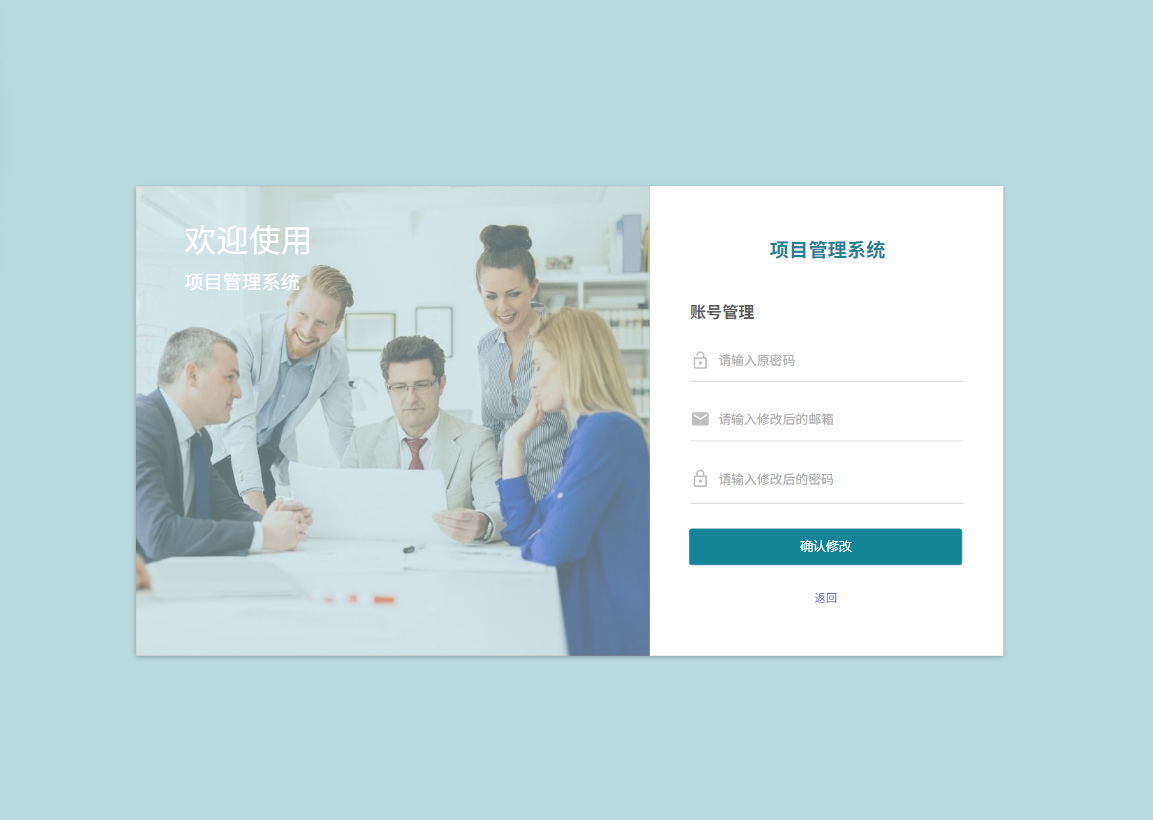 欢迎使用
项目管理系统
项目管理系统
账号管理
请输入原密码
请输入修改后的邮箱
请输入修改后的密码
确认修改
返回